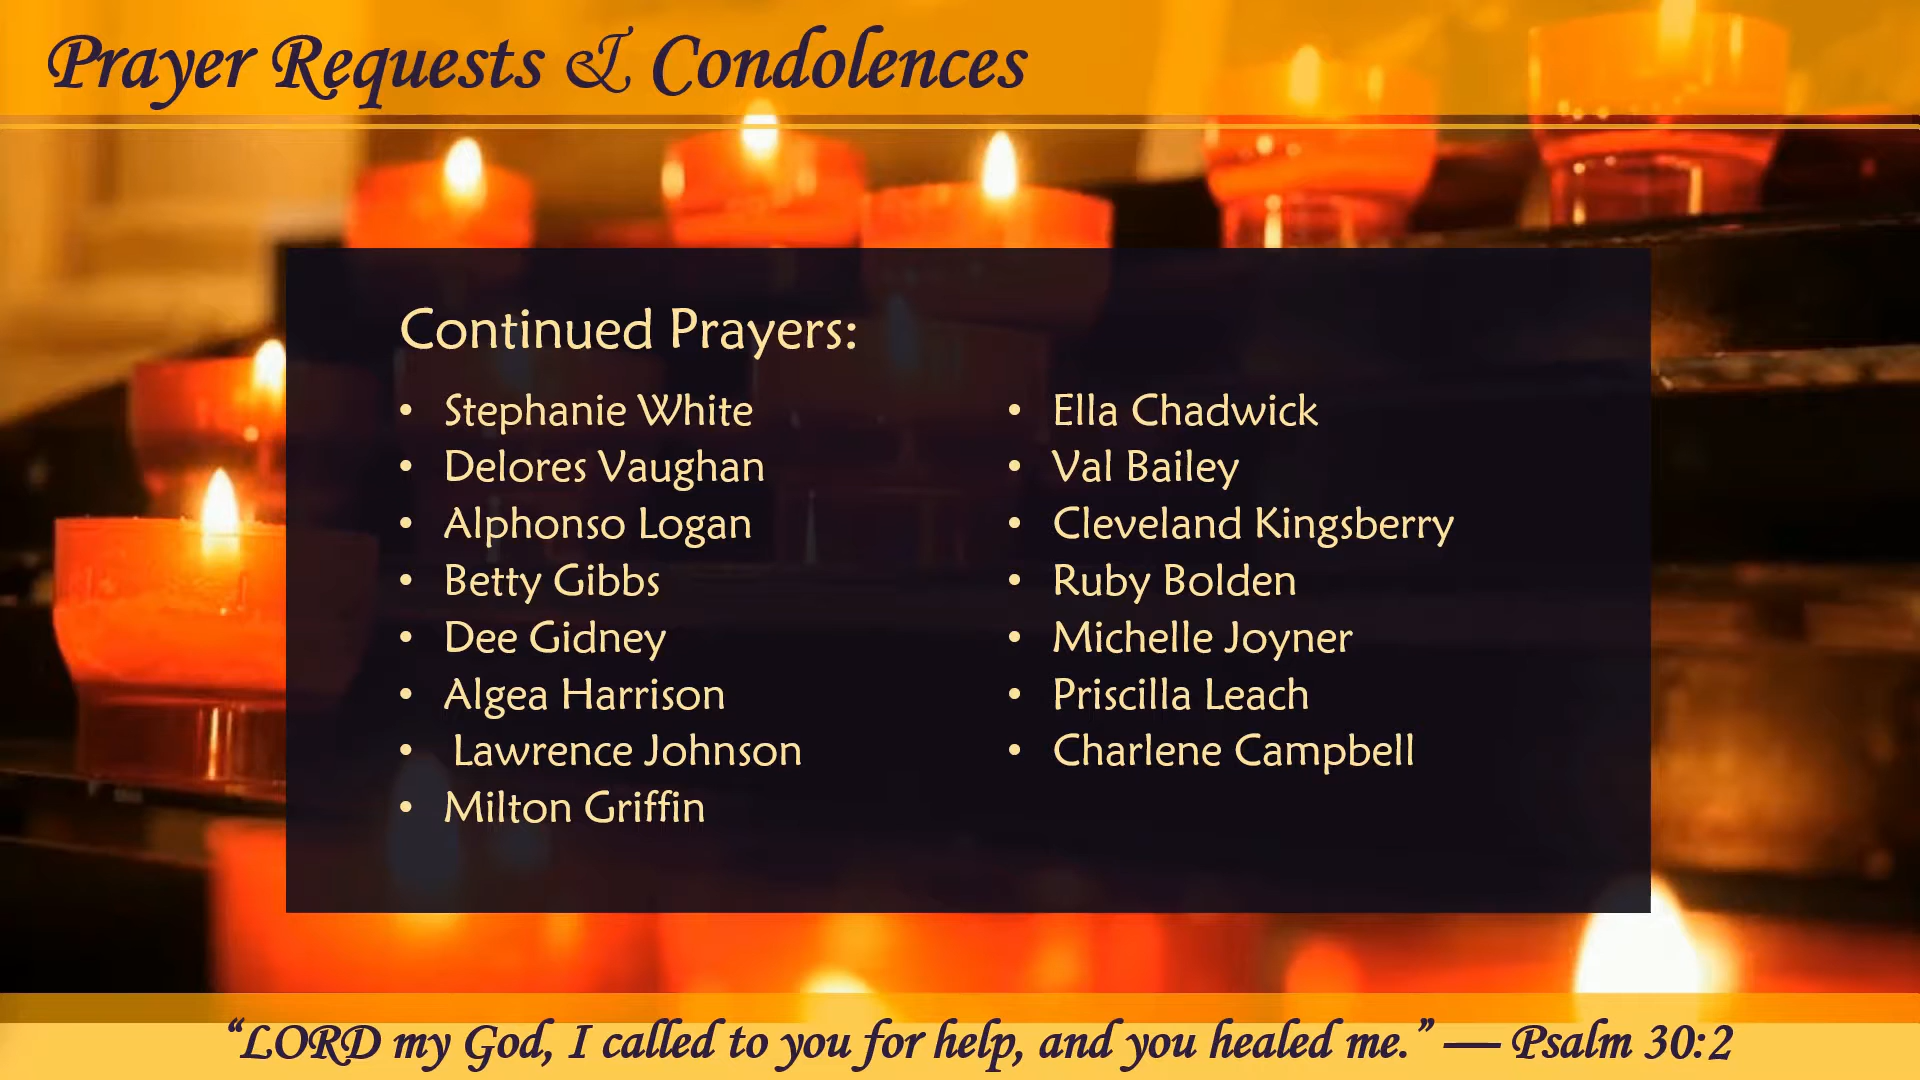 Prayer Requests & Condolences
Continued Prayers:
• Stephanie White
• Delores Vaughan
• Alphonso Logan
• Betty Gibbs
• Dee Gidney
• Algea Harrison
• Lawrence Johnson
• Milton Griffin
• Ella Chadwick
• Val Bailey
• Cleveland Kingsberry
• Ruby Bolden
• Michelle Joyner
• Priscilla Leach
• Charlene Campbell
“LORD my God, I called to you for help, and you healed me.” — Psalm 30:2